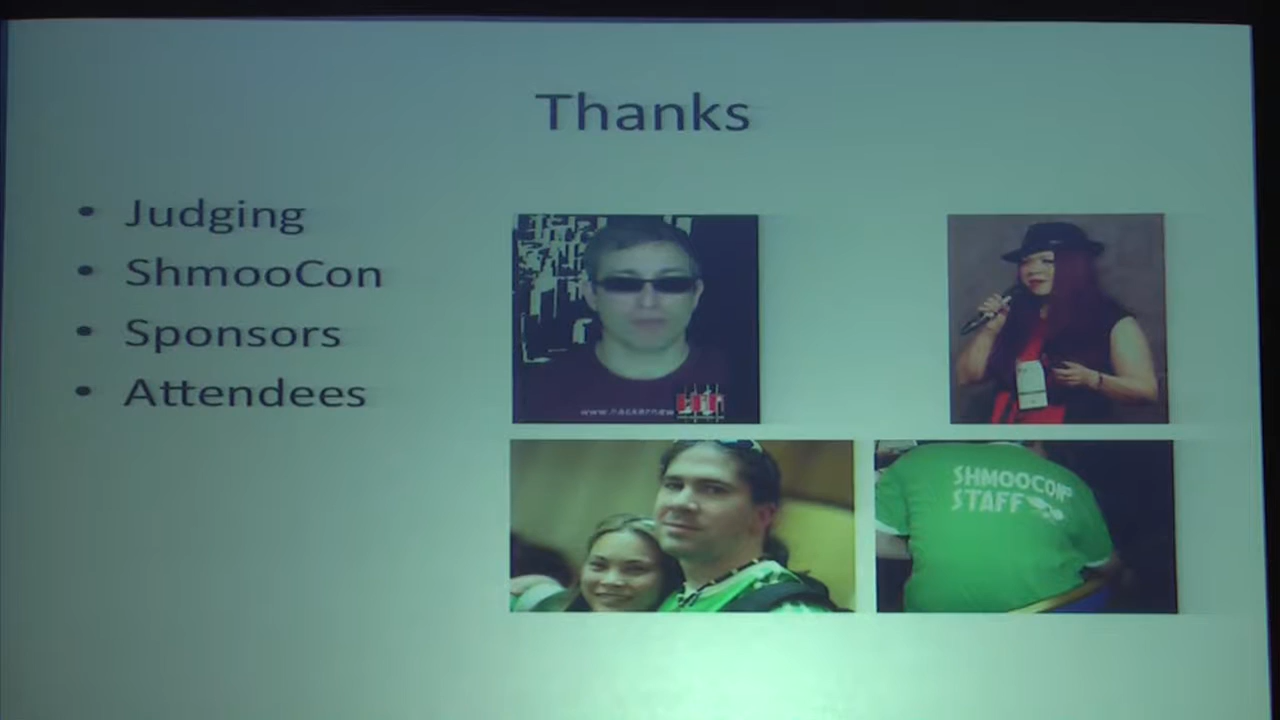 Thanks
• Judging
• ShmooCon
• Sponsors
• Attendees
SHMOOCON
STAFF